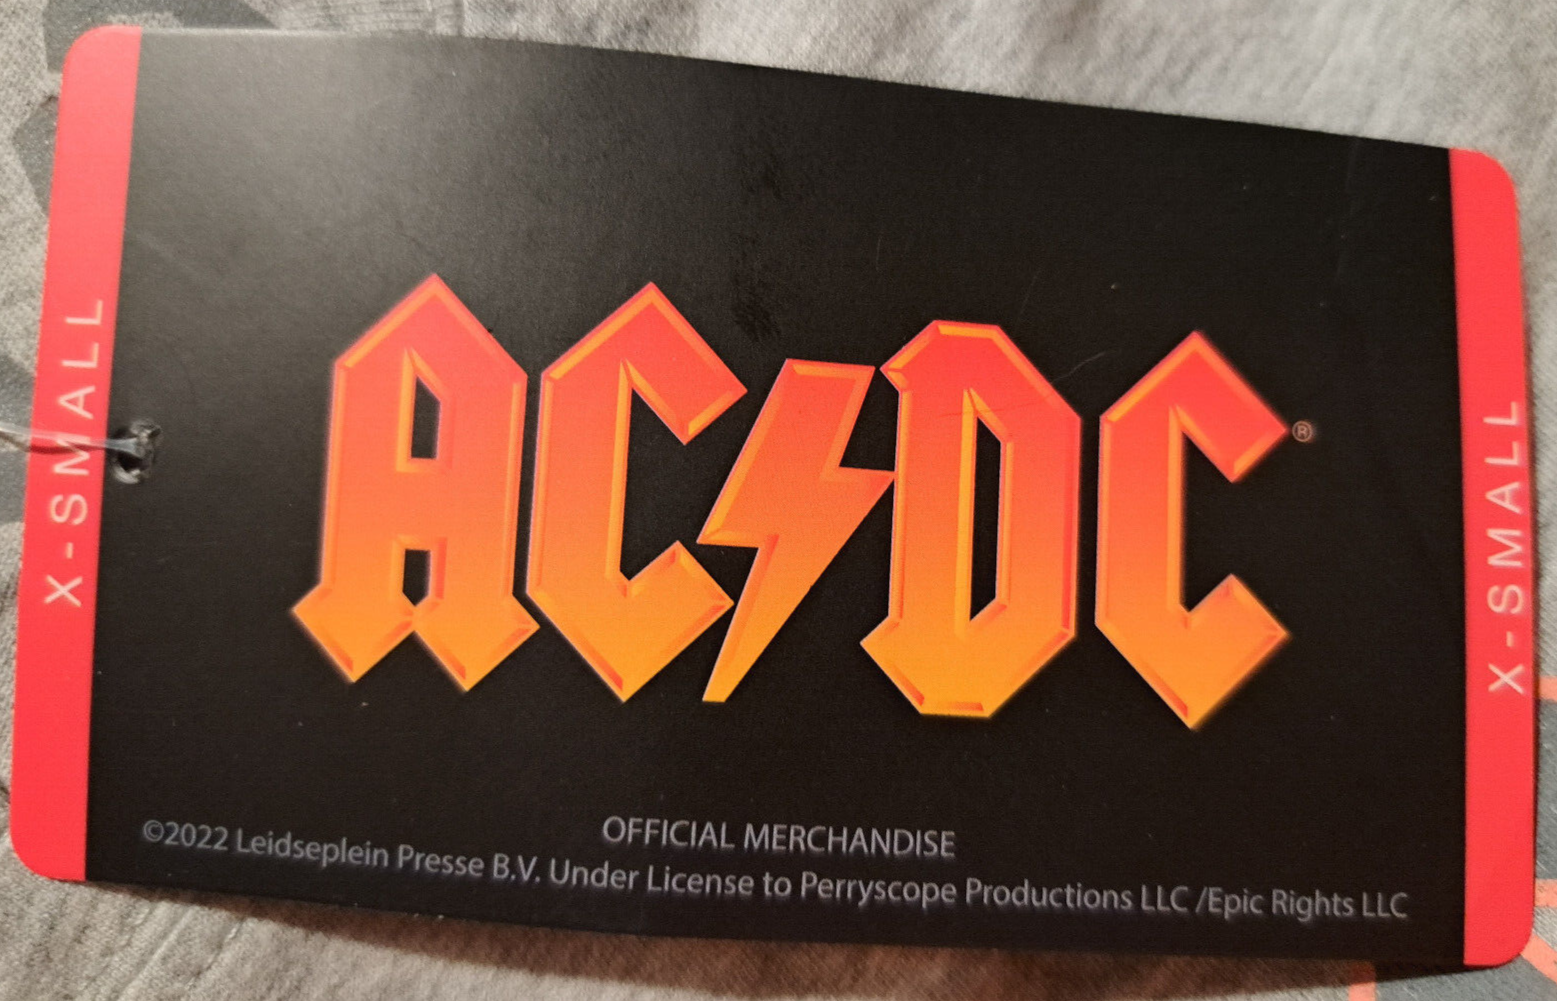 X-SMALL
AC/DC®
X-SMALL
OFFICIAL MERCHANDISE
©2022 Leidseplein Presse B.V. Under License to Perryscope Productions LLC /Epic Rights LLC